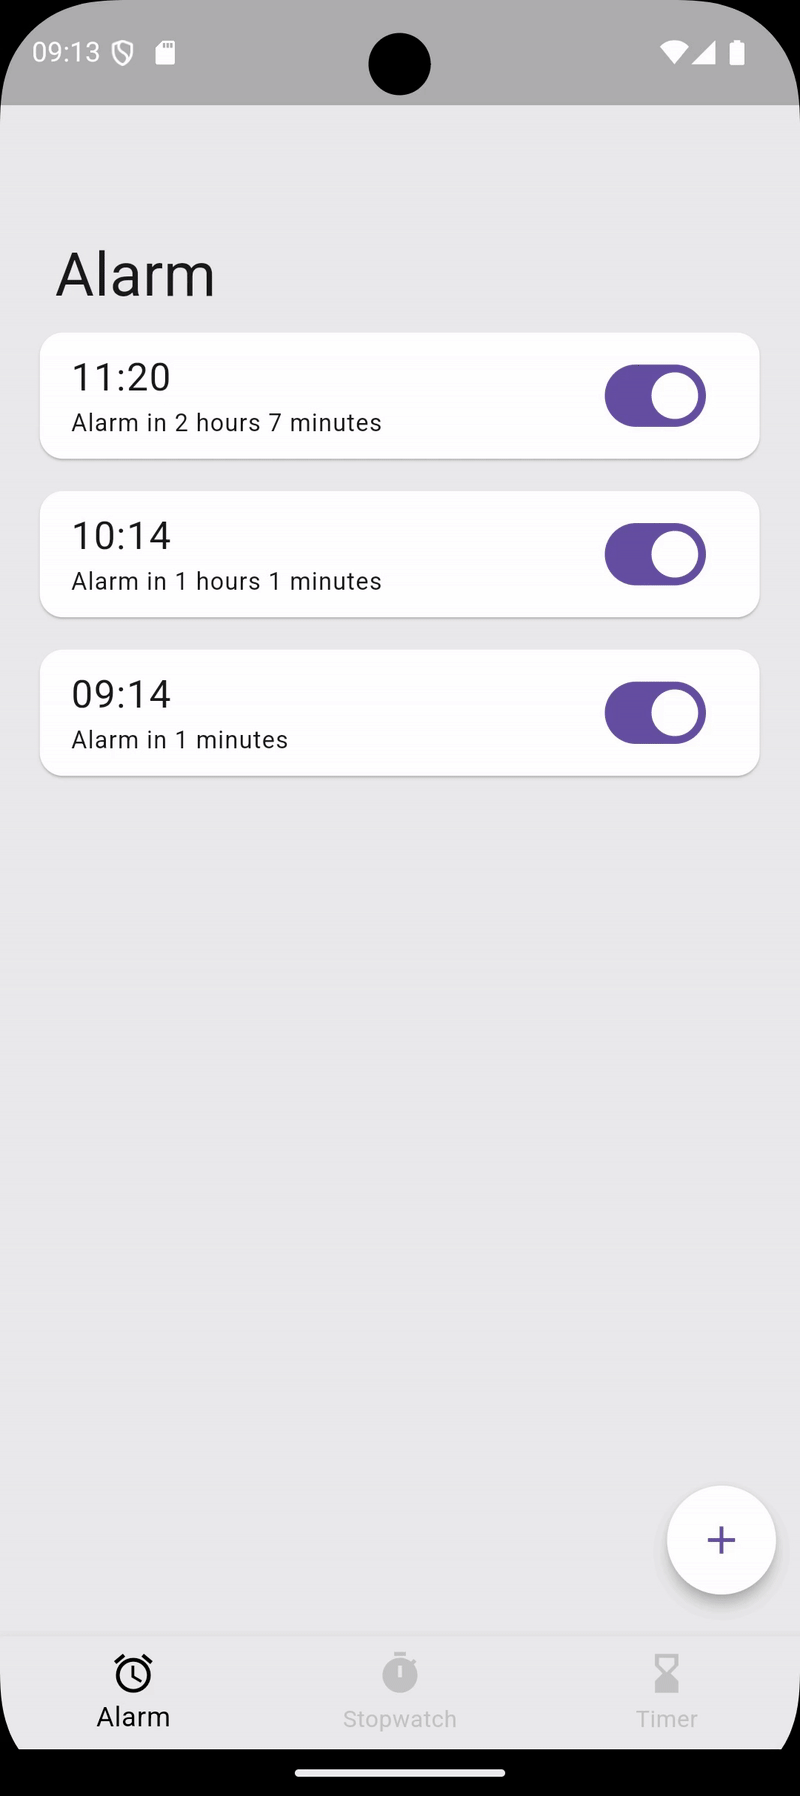 09:13
Alarm
11:20
Alarm in 2 hours 7 minutes
10:14
Alarm in 1 hours 1 minutes
09:14
Alarm in 1 minutes
+
Alarm
Stopwatch
Timer